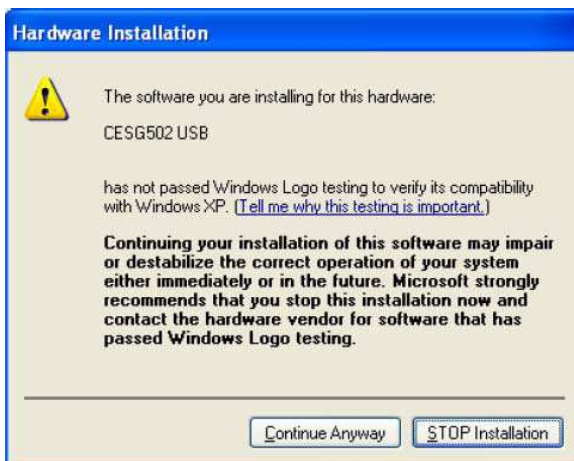 Hardware Installation
The software you are installing for this hardware:
CESG502 USB
has not passed Windows Logo testing to verify its compatibility
with Windows XP. (Tell me why this testing is important.)
Continuing your installation of this software may impair
or destabilize the correct operation of your system
either immediately or in the future. Microsoft strongly
recommends that you stop this installation now and
contact the hardware vendor for software that has
passed Windows Logo testing.
Continue Anyway
STOP Installation